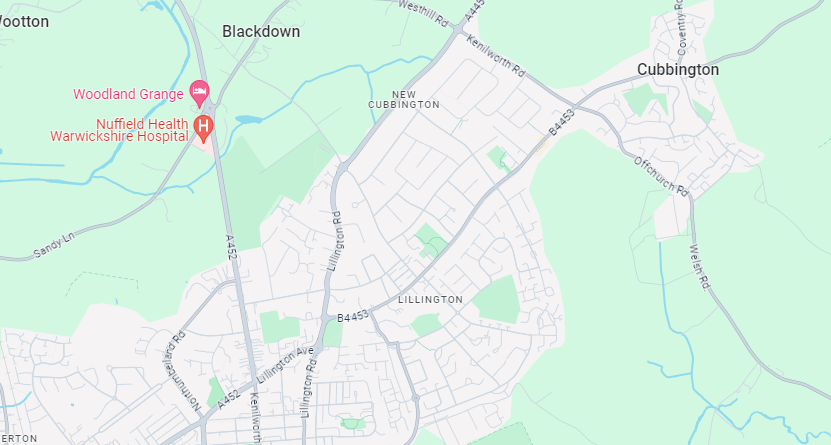 Wootton
Westhill Rd
A445
Coventry Rd
Blackdown
Kenilworth Rd
Cubbington
Woodland Grange
NEW
CUBBINGTON
Nuffield Health
Warwickshire Hospital
B4453
Offchurch Rd
Sandy Ln
A452
Lillington Rd
Welsh Rd
LILLINGTON
B4453
Northumberland Rd
Lillington Ave
Lillington Rd
A452
Kenilworth
ERTON